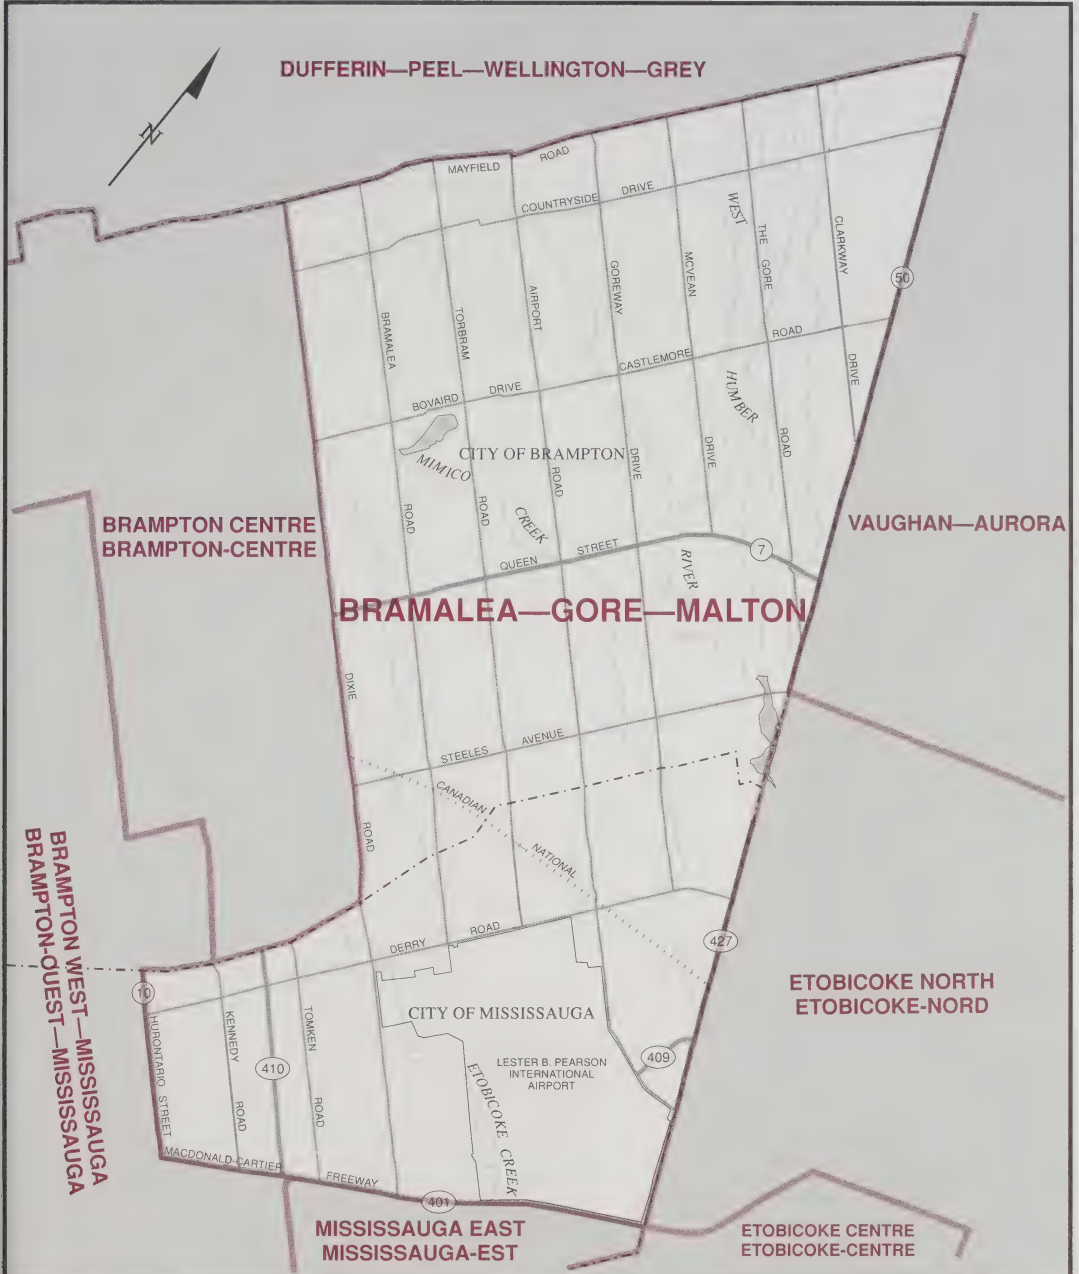 DUFFERIN—PEEL—WELLINGTON—GREY
N
MAYFIELD ROAD
COUNTRYSIDE DRIVE
WEST
THE GORE
CLARKWAY
50
MCVEAN
GOREWAY
AIRPORT
TORBRAM
BRAMALEA
CASTLEMORE ROAD
BOVAIRD DRIVE
DRIVE
HUMBER
CITY OF BRAMPTON
MIMICO
DRIVE
DRIVE
ROAD
ROAD
ROAD
ROAD
CREEK
BRAMPTON CENTRE
BRAMPTON-CENTRE
VAUGHAN—AURORA
QUEEN STREET
7
RIVER
BRAMALEA—GORE—MALTON
DIXIE
STEELES AVENUE
CANADIAN
NATIONAL
ROAD
BRAMPTON WEST—MISSISSAUGA
BRAMPTON-OUEST—MISSISSAUGA
DERRY ROAD
427
10
HURONTARIO STREET
KENNEDY
ROAD
410
TOMKEN
ROAD
CITY OF MISSISSAUGA
ETOBICOKE NORTH
ETOBICOKE-NORD
LESTER B. PEARSON
INTERNATIONAL
AIRPORT
409
ETOBICOKE CREEK
MACDONALD-CARTIER
FREEWAY
401
MISSISSAUGA EAST
MISSISSAUGA-EST
ETOBICOKE CENTRE
ETOBICOKE-CENTRE